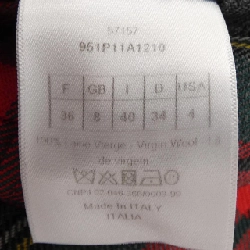 57157
951P11A1210
F GB I D USA
36 8 40 34 4
100% Laine Vierge - Virgin Wool -
de virgen
Made in ITALY
ITALIA